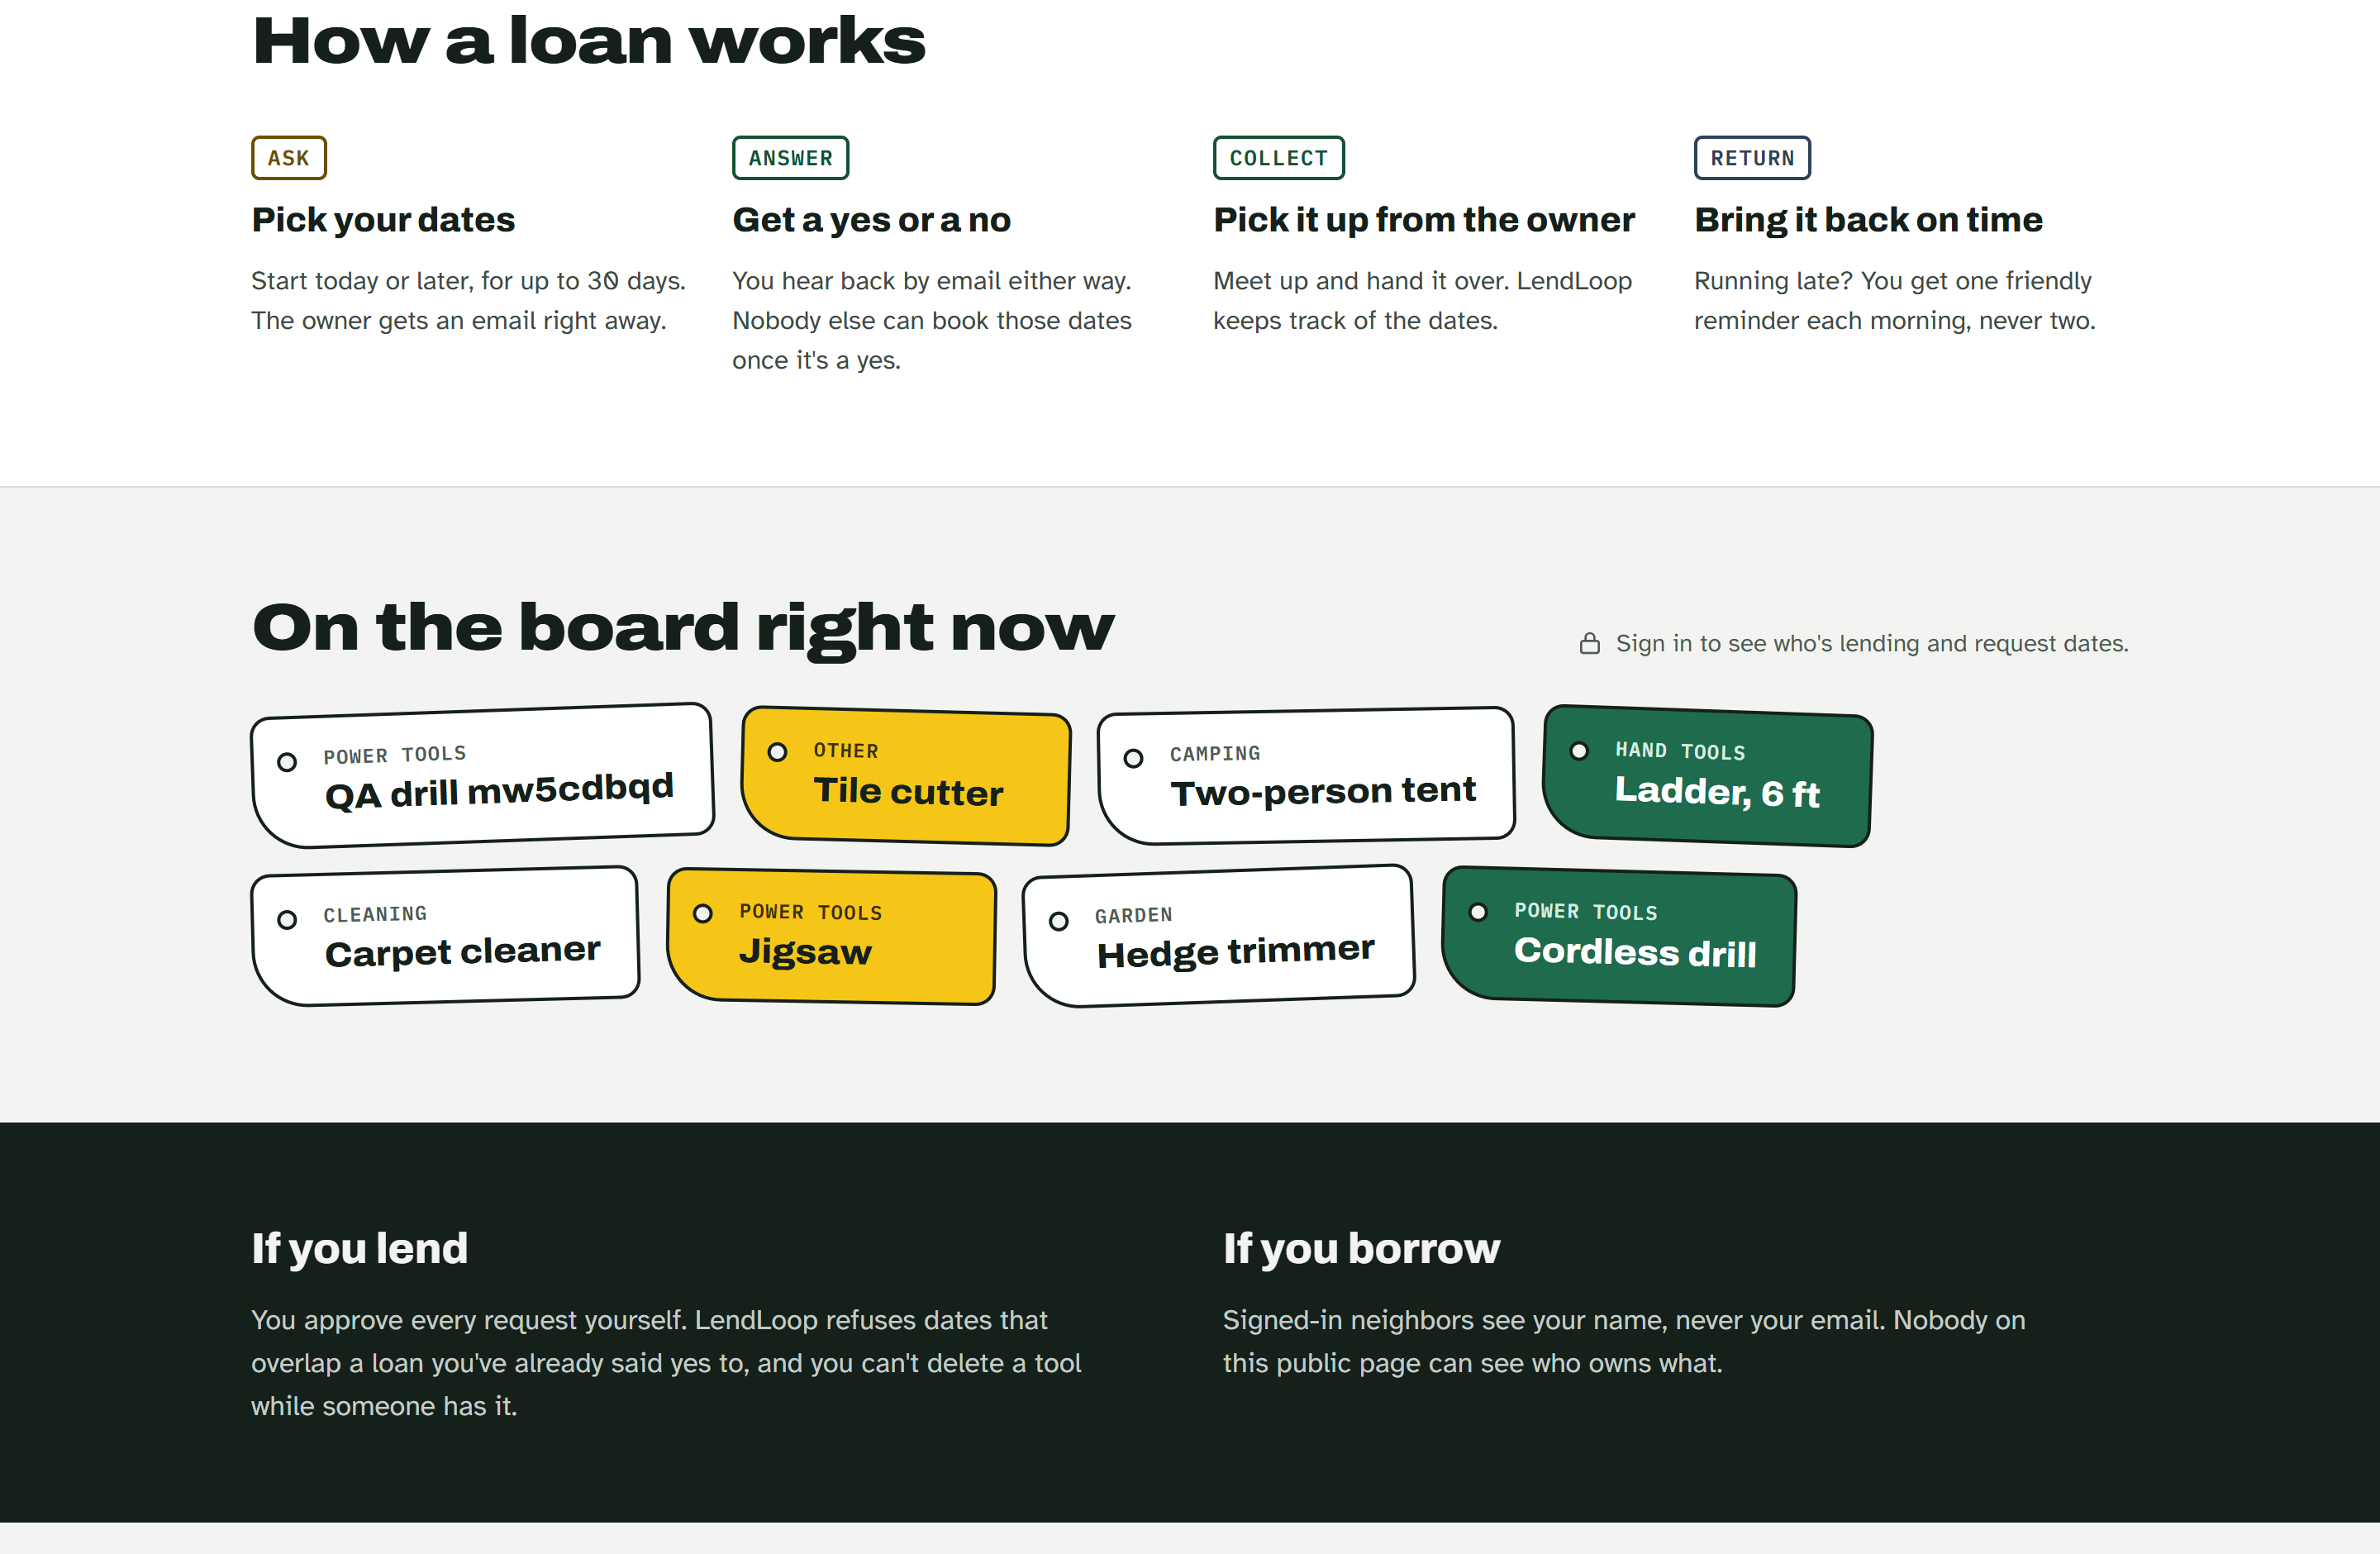 How a loan works
ASK
Pick your dates
Start today or later, for up to 30 days.
The owner gets an email right away.
ANSWER
Get a yes or a no
You hear back by email either way.
Nobody else can book those dates
once it's a yes.
COLLECT
Pick it up from the owner
Meet up and hand it over. LendLoop
keeps track of the dates.
RETURN
Bring it back on time
Running late? You get one friendly
reminder each morning, never two.
On the board right now
Sign in to see who's lending and request dates.
POWER TOOLS
QA drill mw5cdbqd
OTHER
Tile cutter
CAMPING
Two-person tent
HAND TOOLS
Ladder, 6 ft
CLEANING
Carpet cleaner
POWER TOOLS
Jigsaw
GARDEN
Hedge trimmer
POWER TOOLS
Cordless drill
If you lend
You approve every request yourself. LendLoop refuses dates that
overlap a loan you've already said yes to, and you can't delete a tool
while someone has it.
If you borrow
Signed-in neighbors see your name, never your email. Nobody on
this public page can see who owns what.